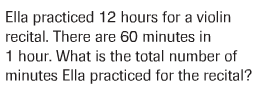 Ella practiced 12 hours for a violin
recital. There are 60 minutes in
1 hour. What is the total number of
minutes Ella practiced for the recital?